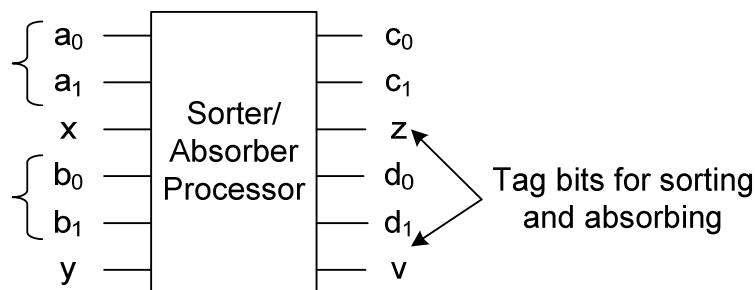 a₀ c₀
a₁ c₁
x z
b₀ d₀
b₁ d₁
y v
Sorter/
Absorber
Processor
Tag bits for sorting
and absorbing